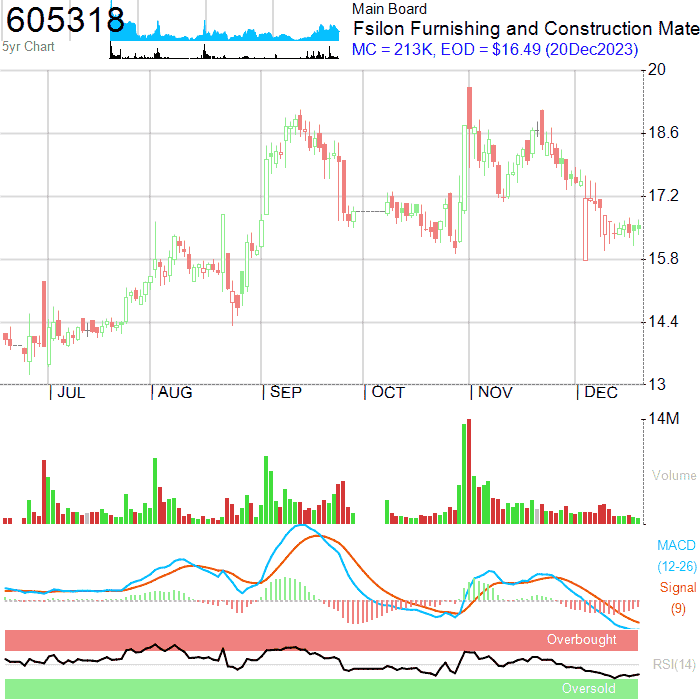 605318
5yr Chart
Main Board
Fsilon Furnishing and Construction Mate
MC = 213K, EOD = $16.49 (20Dec2023)
20
18.6
17.2
15.8
14.4
13
JUL AUG SEP OCT NOV DEC
14M
Volume
MACD
(12-26)
Signal
(9)
Overbought
RSI(14)
Oversold